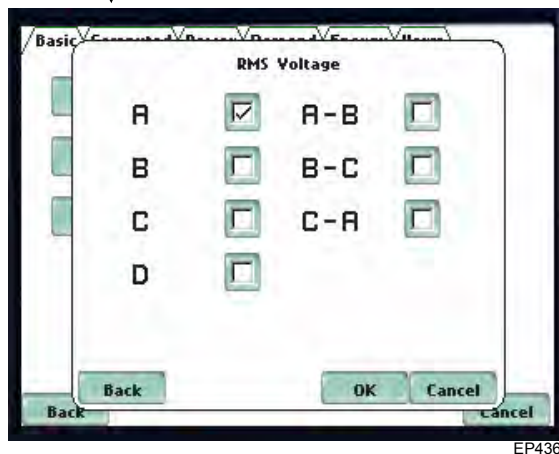 Basic
RMS Voltage
A A-B
B B-C
C C-A
D
Back OK Cancel
Back Cancel
EP436